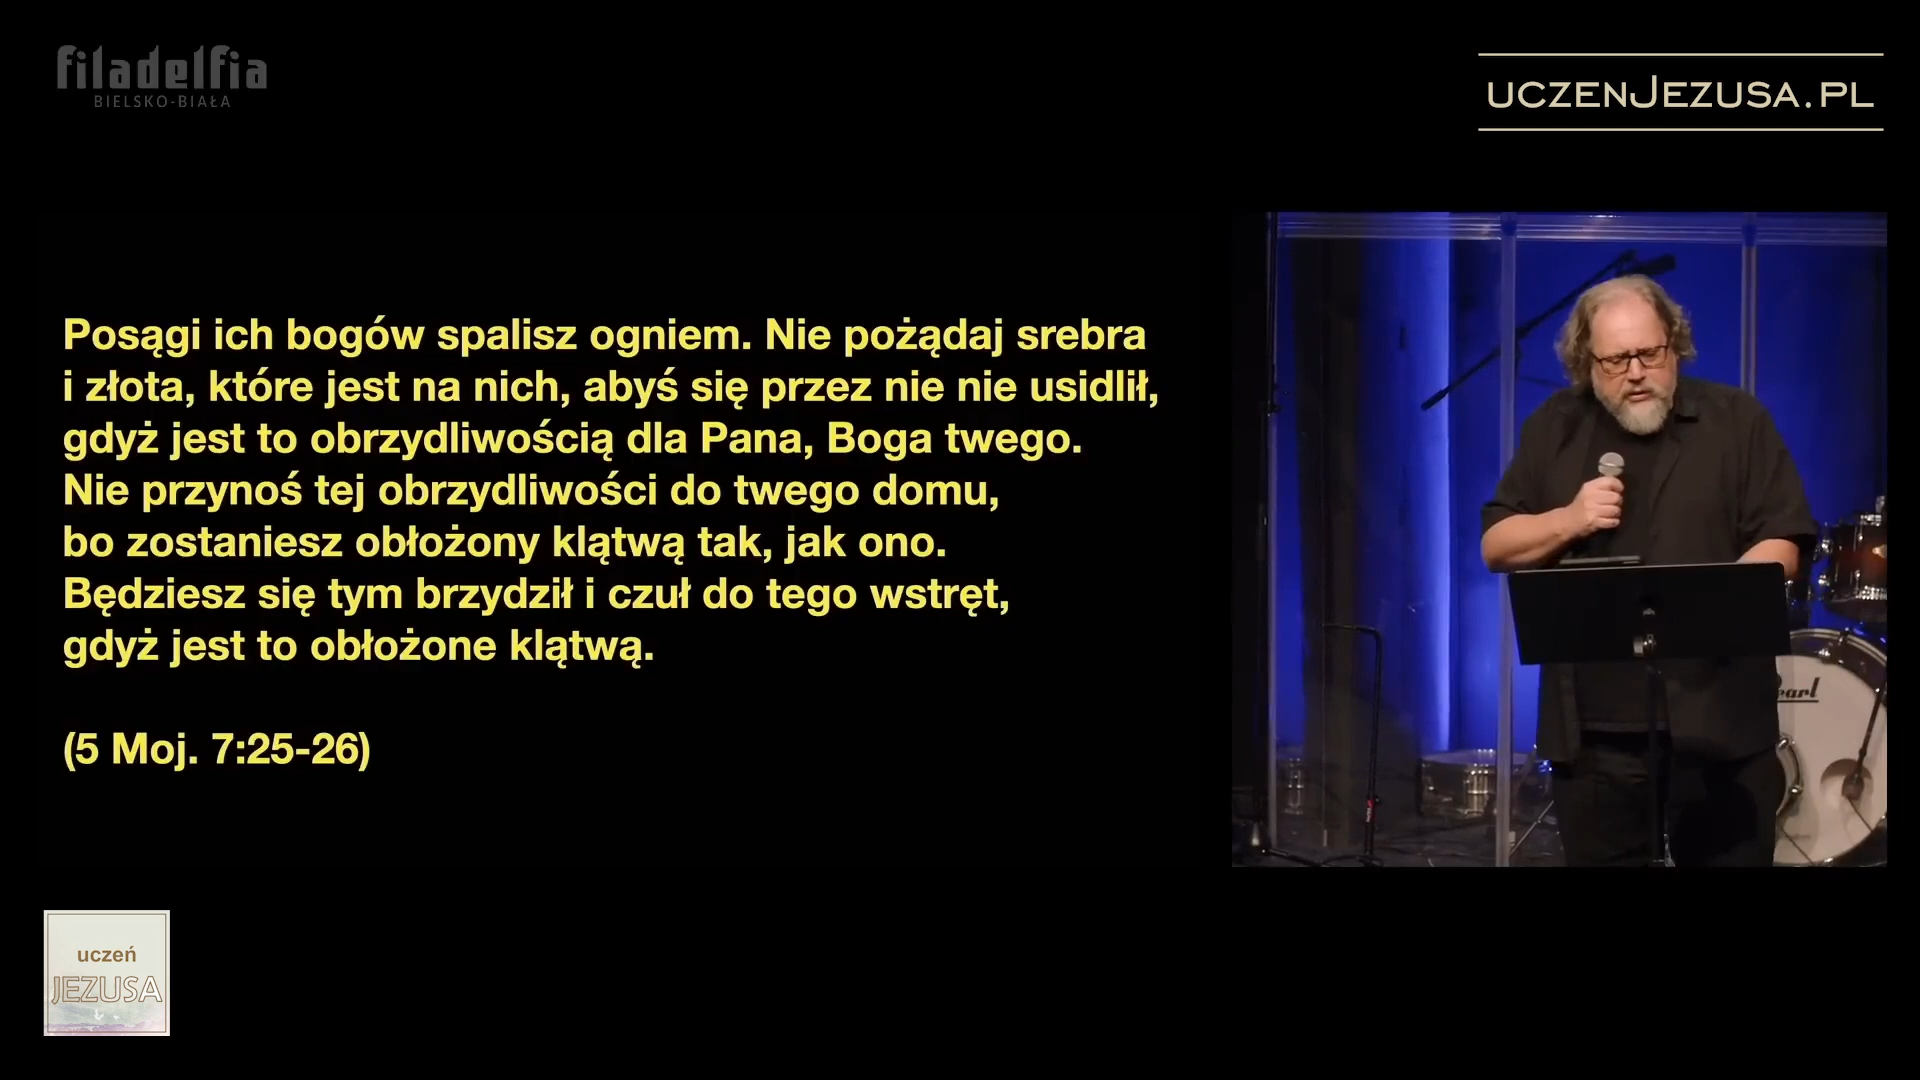 filadelfia
BIELSKO-BIAŁA
UCZENJEZUSA.PL
Posągi ich bogów spalisz ogniem. Nie pożądaj srebra
i złota, które jest na nich, abyś się przez nie nie usidlił,
gdyż jest to obrzydliwością dla Pana, Boga twego.
Nie przynoś tej obrzydliwości do twego domu,
bo zostaniesz obłożony klątwą tak, jak ono.
Będziesz się tym brzydził i czuł do tego wstręt,
gdyż jest to obłożone klątwą.
(5 Moj. 7:25-26)
Pearl
uczeń
JEZUSA